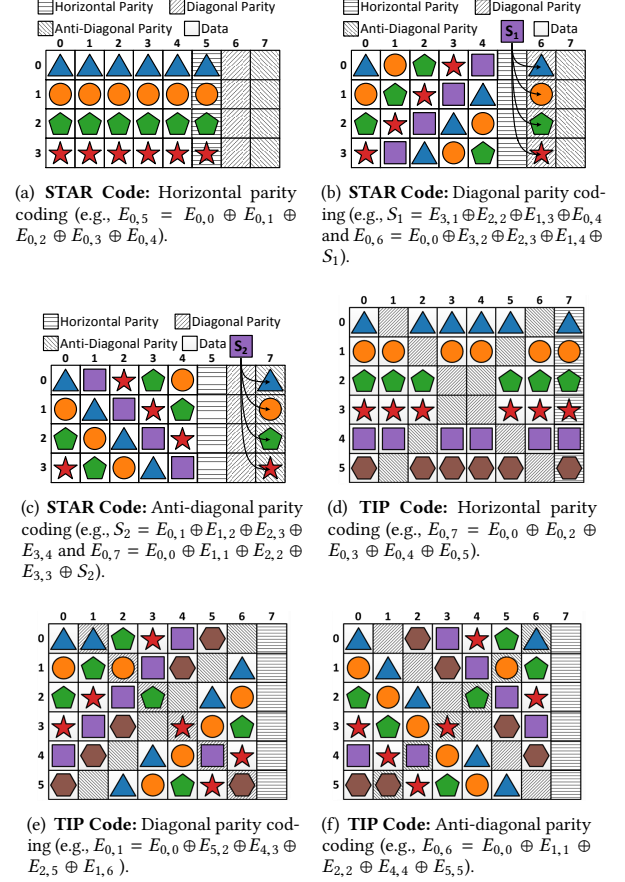 Horizontal Parity Diagonal Parity
Anti-Diagonal Parity Data
0 1 2 3 4 5 6 7
0
1
2
3
(a) STAR Code: Horizontal parity
coding (e.g., E0,5 = E0,0 ⊕ E0,1 ⊕
E0,2 ⊕ E0,3 ⊕ E0,4).
Horizontal Parity Diagonal Parity
Anti-Diagonal Parity Data
S1
0 1 2 3 4 6 7
0
1
2
3
(b) STAR Code: Diagonal parity cod-
ing (e.g., S1 = E3,1 ⊕ E2,2 ⊕ E1,3 ⊕ E0,4
and E0,6 = E0,0 ⊕ E3,2 ⊕ E2,3 ⊕ E1,4 ⊕
S1).
Horizontal Parity Diagonal Parity
Anti-Diagonal Parity Data
S2
0 1 2 3 4 5 7
0
1
2
3
(c) STAR Code: Anti-diagonal parity
coding (e.g., S2 = E0,1 ⊕ E1,2 ⊕ E2,3 ⊕
E3,4 and E0,7 = E0,0 ⊕ E1,1 ⊕ E2,2 ⊕
E3,3 ⊕ S2).
0 1 2 3 4 5 6 7
0
1
2
3
4
5
(d) TIP Code: Horizontal parity
coding (e.g., E0,7 = E0,0 ⊕ E0,2 ⊕
E0,3 ⊕ E0,4 ⊕ E0,5).
0 1 2 3 4 5 6 7
0
1
2
3
4
5
(e) TIP Code: Diagonal parity cod-
ing (e.g., E0,1 = E0,0 ⊕ E5,2 ⊕ E4,3 ⊕
E2,5 ⊕ E1,6 ).
0 1 2 3 4 5 6 7
0
1
2
3
4
5
(f) TIP Code: Anti-diagonal parity
coding (e.g., E0,6 = E0,0 ⊕ E1,1 ⊕
E2,2 ⊕ E4,4 ⊕ E5,5).